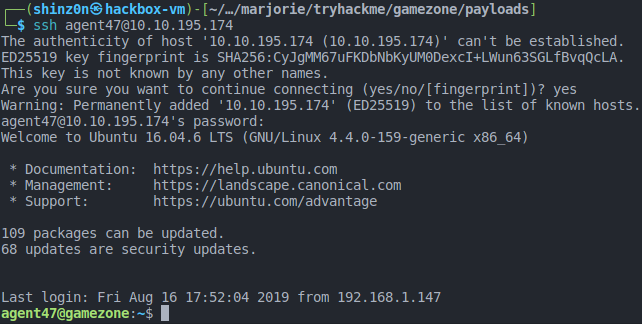 ┌──(shinz0n㉿hackbox-vm)-[~/…/marjorie/tryhackme/gamezone/payloads]
└─$ ssh agent47@10.10.195.174
The authenticity of host '10.10.195.174 (10.10.195.174)' can't be established.
ED25519 key fingerprint is SHA256:CyJgMM67uFKDbNbKyUM0DexcI+LWun63SGLfBvqQcLA.
This key is not known by any other names.
Are you sure you want to continue connecting (yes/no/[fingerprint])? yes
Warning: Permanently added '10.10.195.174' (ED25519) to the list of known hosts.
agent47@10.10.195.174's password:
Welcome to Ubuntu 16.04.6 LTS (GNU/Linux 4.4.0-159-generic x86_64)

 * Documentation:  https://help.ubuntu.com
 * Management:     https://landscape.canonical.com
 * Support:        https://ubuntu.com/advantage

109 packages can be updated.
68 updates are security updates.


Last login: Fri Aug 16 17:52:04 2019 from 192.168.1.147
agent47@gamezone:~$